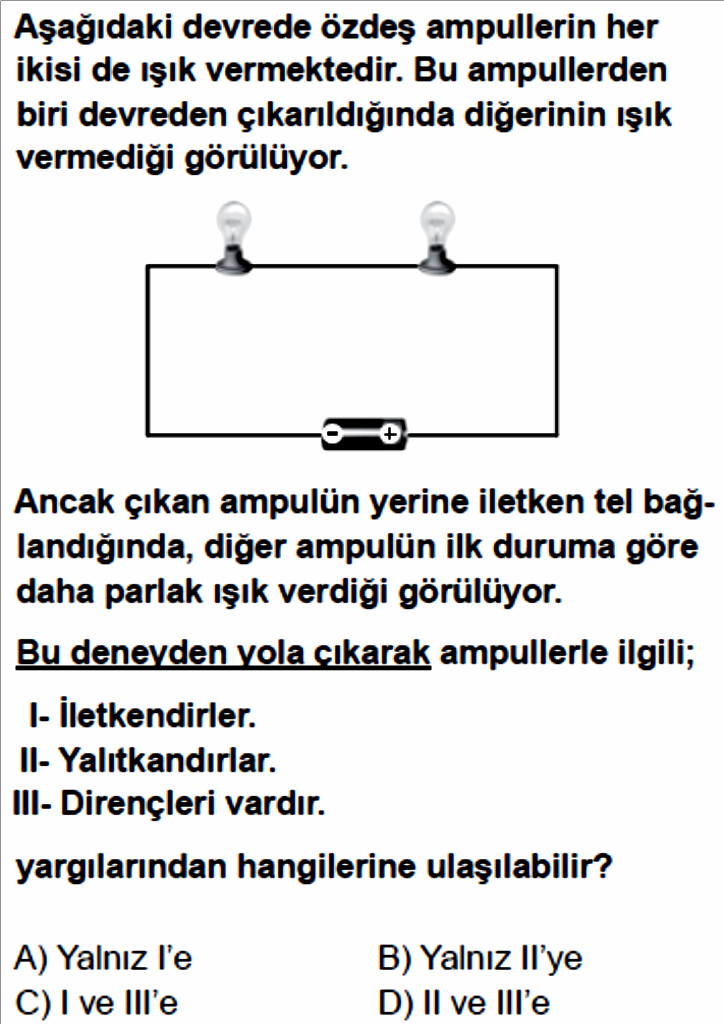 Aşağıdaki devrede özdeş ampullerin her
ikisi de ışık vermektedir. Bu ampullerden
biri devreden çıkarıldığında diğerinin ışık
vermediği görülüyor.
- +
Ancak çıkan ampulün yerine iletken tel bağ-
landığında, diğer ampulün ilk duruma göre
daha parlak ışık verdiği görülüyor.
Bu deneyden yola çıkarak ampullerle ilgili;
I- İletkendirler.
II- Yalıtkandırlar.
III- Dirençleri vardır.
yargılarından hangilerine ulaşılabilir?
A) Yalnız I’e B) Yalnız II’ye
C) I ve III’e D) II ve III’e